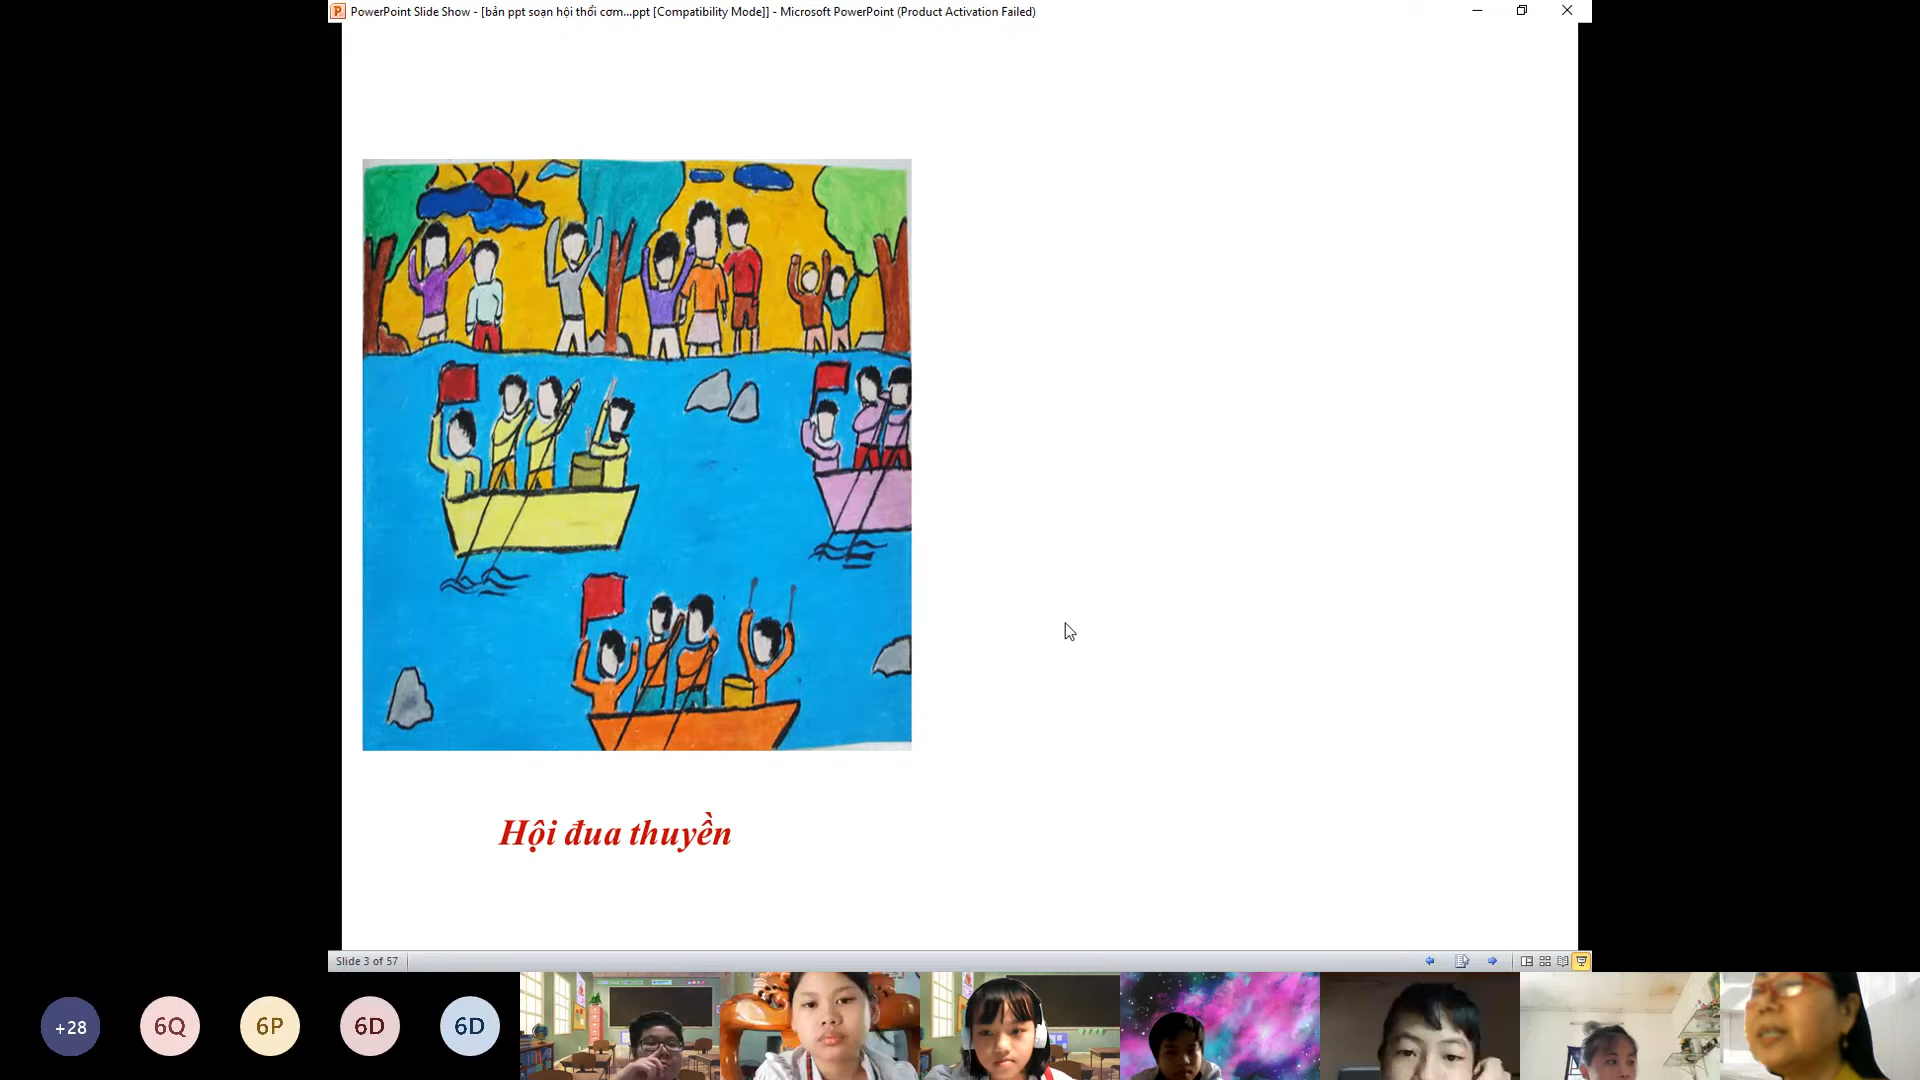 PowerPoint Slide Show - [bản ppt soạn hội thổi cơm...ppt [Compatibility Mode]] - Microsoft PowerPoint (Product Activation Failed)
Hội đua thuyền
Slide 3 of 57
+28
6Q
6P
6D
6D